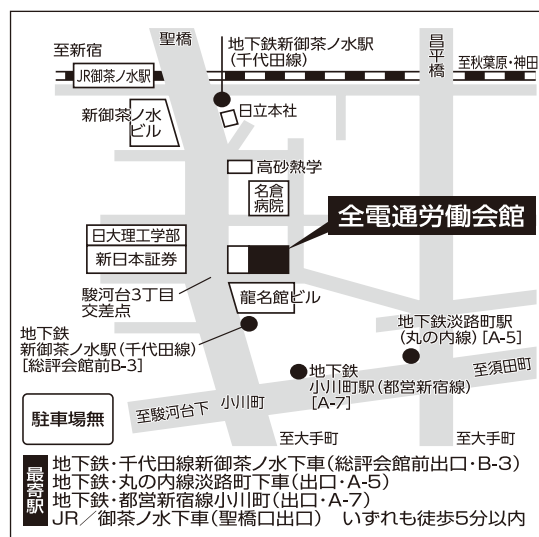 聖橋
地下鉄新御茶ノ水駅
(千代田線)
昌平橋
至新宿
至秋葉原・神田
JR御茶ノ水駅
新御茶ノ水
ビル
日立本社
高砂熱学
名倉
病院
全電通労働会館
日大理工学部
新日本証券
龍名館ビル
駿河台3丁目
交差点
地下鉄
新御茶ノ水駅(千代田線)
[総評会館前B-3]
地下鉄淡路町駅
(丸の内線)[A-5]
地下鉄
小川町駅(都営新宿線)
[A-7]
至須田町
駐車場無
至駿河台下
小川町
至大手町
至大手町
最寄駅
地下鉄・千代田線新御茶ノ水下車(総評会館前出口・B-3)
地下鉄・丸の内線淡路町下車(出口・A-5)
地下鉄・都営新宿線小川町(出口・A-7)
JR/御茶ノ水下車(聖橋口出口) いずれも徒歩5分以内